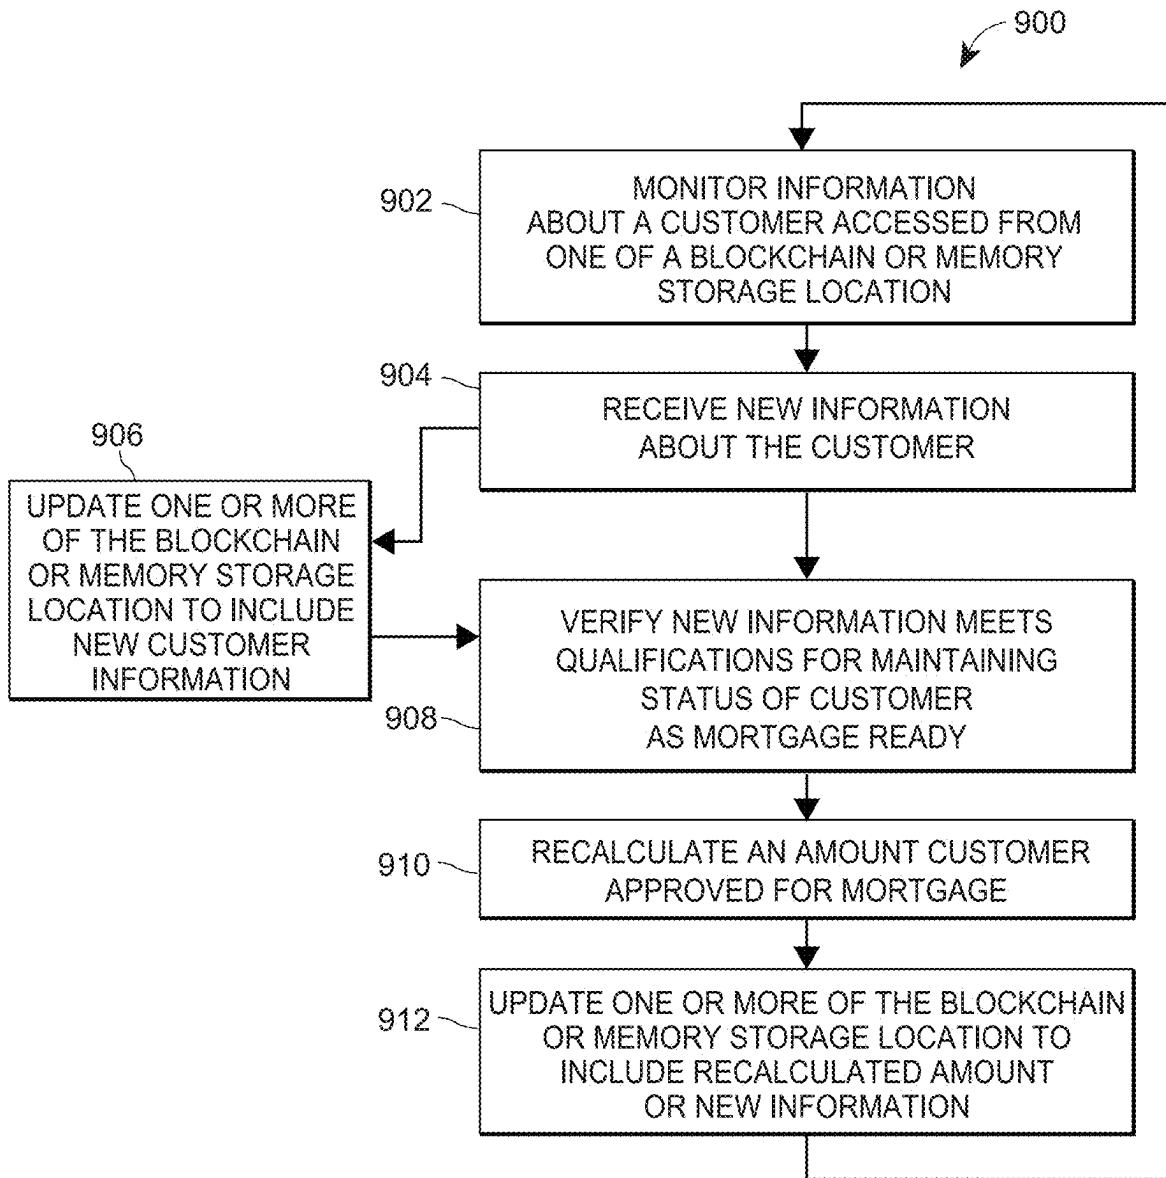 900
902
MONITOR INFORMATION
ABOUT A CUSTOMER ACCESSED FROM
ONE OF A BLOCKCHAIN OR MEMORY
STORAGE LOCATION
904
RECEIVE NEW INFORMATION
ABOUT THE CUSTOMER
906
UPDATE ONE OR MORE
OF THE BLOCKCHAIN
OR MEMORY STORAGE
LOCATION TO INCLUDE
NEW CUSTOMER
INFORMATION
908
VERIFY NEW INFORMATION MEETS
QUALIFICATIONS FOR MAINTAINING
STATUS OF CUSTOMER
AS MORTGAGE READY
910
RECALCULATE AN AMOUNT CUSTOMER
APPROVED FOR MORTGAGE
912
UPDATE ONE OR MORE OF THE BLOCKCHAIN
OR MEMORY STORAGE LOCATION TO
INCLUDE RECALCULATED AMOUNT
OR NEW INFORMATION